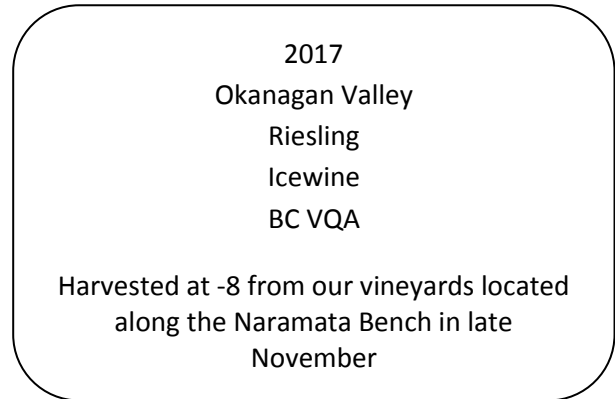 2017
Okanagan Valley
Riesling
Icewine
BC VQA
Harvested at -8 from our vineyards located
along the Naramata Bench in late
November